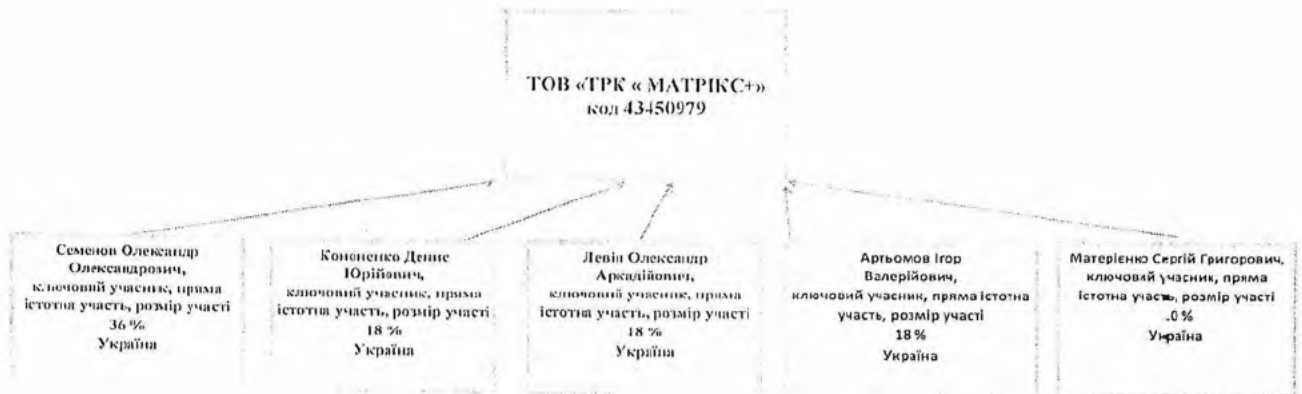 ТОВ «ТРК « МАТРІКС+»
код 43450979
Семенов Олександр
Олександрович,
ключовий учасник, пряма
істотна участь, розмір участі
36 %
Україна
Кононенко Денис
Юрійович,
ключовий учасник, пряма
істотна участь, розмір участі
18 %
Україна
Левін Олександр
Аркадійович,
ключовий учасник, пряма
істотна участь, розмір участі
18 %
Україна
Артьомов Ігор
Валерійович,
ключовий учасник, пряма істотна
участь, розмір участі
18 %
Україна
Матерієнко Сергій Григорович,
ключовий учасник, пряма
істотна участь, розмір участі
%
Україна